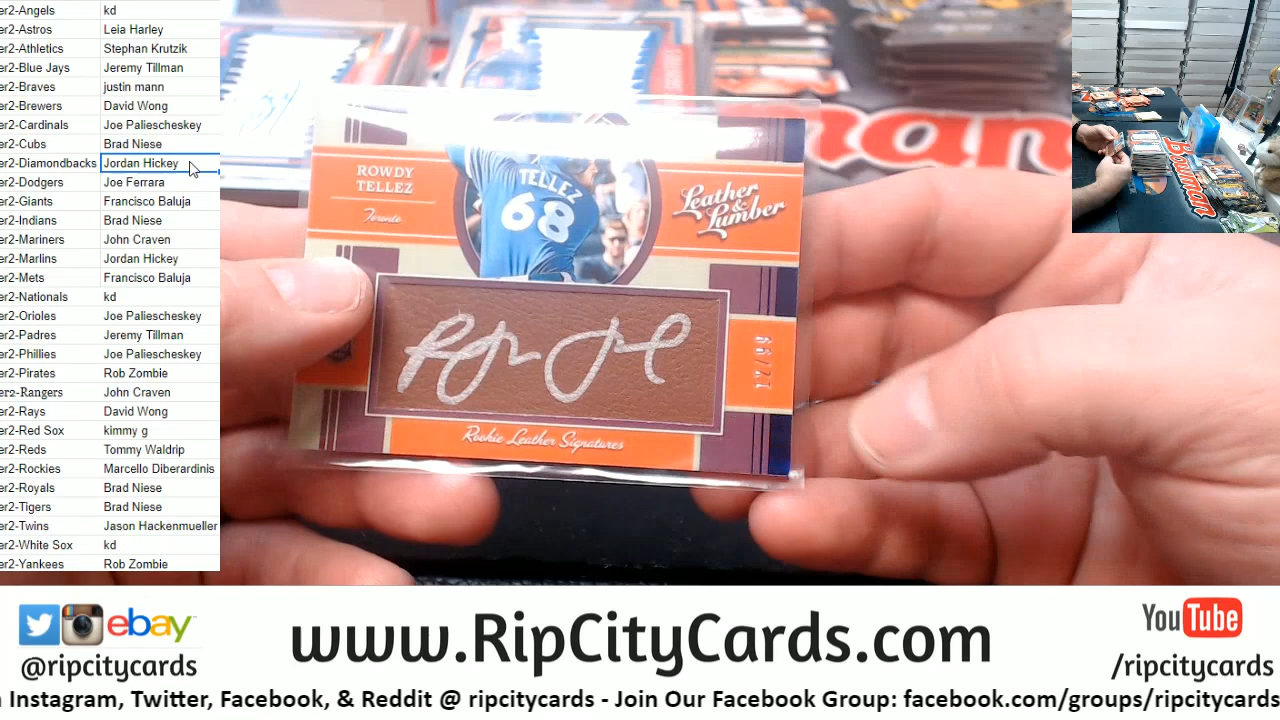 er2-Angels kd
er2-Astros Leia Harley
er2-Athletics Stephan Krutzik
er2-Blue Jays Jeremy Tillman
er2-Braves justin mann
er2-Brewers David Wong
er2-Cardinals Joe Paliescheskey
er2-Cubs Brad Niese
er2-Diamondbacks Jordan Hickey
er2-Dodgers Joe Ferrara
er2-Giants Francisco Baluja
er2-Indians Brad Niese
er2-Mariners John Craven
er2-Marlins Jordan Hickey
er2-Mets Francisco Baluja
er2-Nationals kd
er2-Orioles Joe Paliescheskey
er2-Padres Jeremy Tillman
er2-Phillies Joe Paliescheskey
er2-Pirates Rob Zombie
er2-Rangers John Craven
er2-Rays David Wong
er2-Red Sox kimmy g
er2-Reds Tommy Waldrip
er2-Rockies Marcello Diberardinis
er2-Royals Brad Niese
er2-Tigers Brad Niese
er2-Twins Jason Hackenmueller
er2-White Sox kd
er2-Yankees Rob Zombie
ROWDY
TELLEZ
Toronto
TELLEZ
68
Leather
&
Lumber
Rookie Leather Signatures
Bowman
ebay
@ripcitycards
www.RipCityCards.com
YouTube
/ripcitycards
Instagram, Twitter, Facebook, & Reddit @ ripcitycards - Join Our Facebook Group: facebook.com/groups/ripcitycards